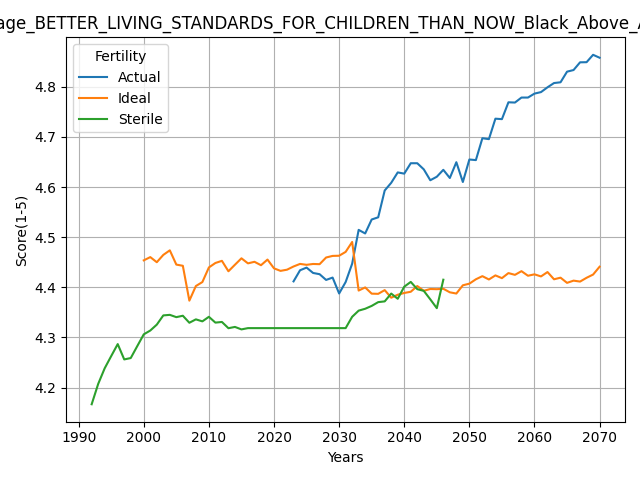 age_BETTER_LIVING_STANDARDS_FOR_CHILDREN_THAN_NOW_Black_Above_
Fertility
Actual
Ideal
Sterile
Score(1-5)
4.8
4.7
4.6
4.5
4.4
4.3
4.2
1990 2000 2010 2020 2030 2040 2050 2060 2070
Years